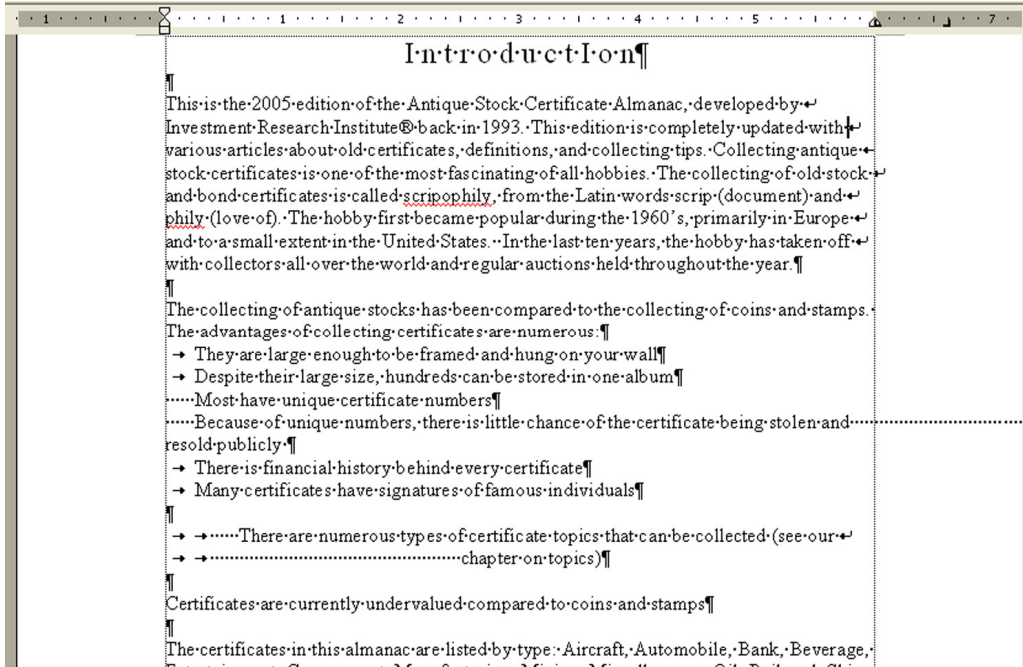 1 1 2 3 4 5 7
IntroductIon¶
¶
This is the 2005 edition of the Antique Stock Certificate Almanac, developed by ↵
Investment Research Institute® back in 1993. This edition is completely updated with ↵
various articles about old certificates, definitions, and collecting tips. Collecting antique ↵
stock certificates is one of the most fascinating of all hobbies. The collecting of old stock ↵
and bond certificates is called scripophily, from the Latin words scrip (document) and ↵
phily (love of). The hobby first became popular during the 1960's, primarily in Europe ↵
and to a small extent in the United States. In the last ten years, the hobby has taken off ↵
with collectors all over the world and regular auctions held throughout the year.¶
¶
The collecting of antique stocks has been compared to the collecting of coins and stamps.
The advantages of collecting certificates are numerous:¶
→ They are large enough to be framed and hung on your wall¶
→ Despite their large size, hundreds can be stored in one album¶
Most have unique certificate numbers¶
Because of unique numbers, there is little chance of the certificate being stolen and
resold publicly ¶
→ There is financial history behind every certificate¶
→ Many certificates have signatures of famous individuals¶
¶
→ → There are numerous types of certificate topics that can be collected (see our ↵
→ → chapter on topics)¶
¶
Certificates are currently undervalued compared to coins and stamps¶
¶
The certificates in this almanac are listed by type: Aircraft, Automobile, Bank, Beverage,